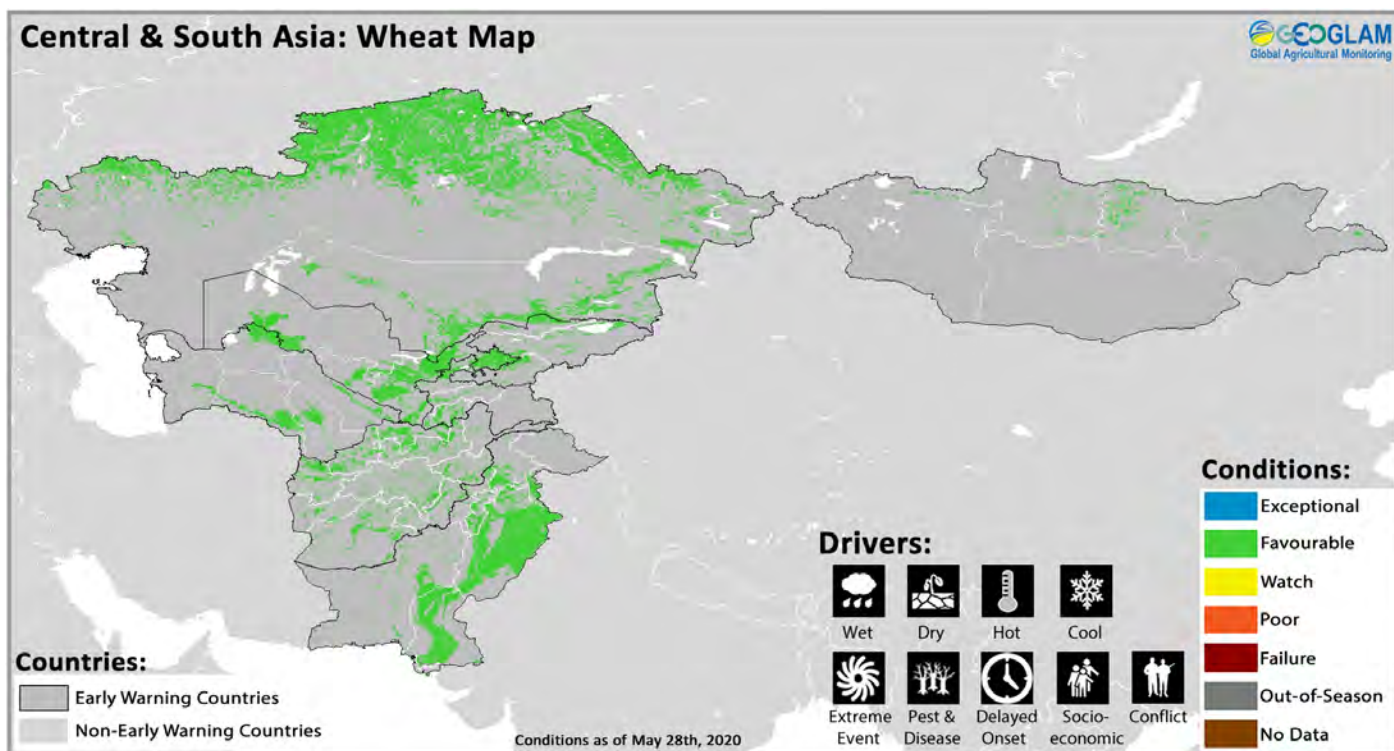 Central & South Asia: Wheat Map
GEOGLAM
Global Agricultural Monitoring
Conditions:
Exceptional
Favourable
Watch
Poor
Failure
Out-of-Season
No Data
Drivers:
Wet
Dry
Hot
Cool
Extreme
Event
Pest &
Disease
Delayed
Onset
Socio-
economic
Conflict
Countries:
Early Warning Countries
Non-Early Warning Countries
Conditions as of May 28th, 2020